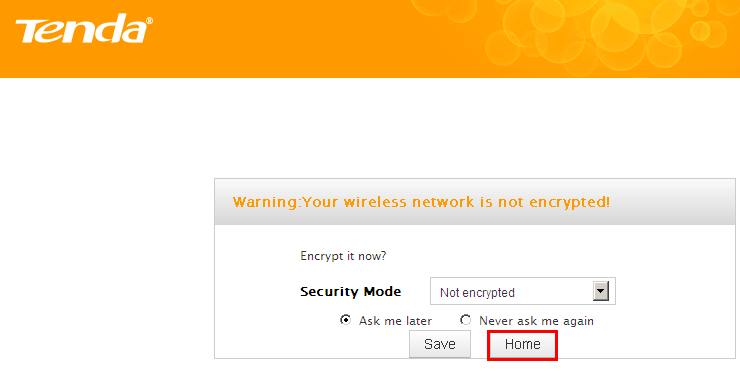 Tenda®
Warning:Your wireless network is not encrypted!
Encrypt it now?
Security Mode Not encrypted
Ask me later Never ask me again
Save Home